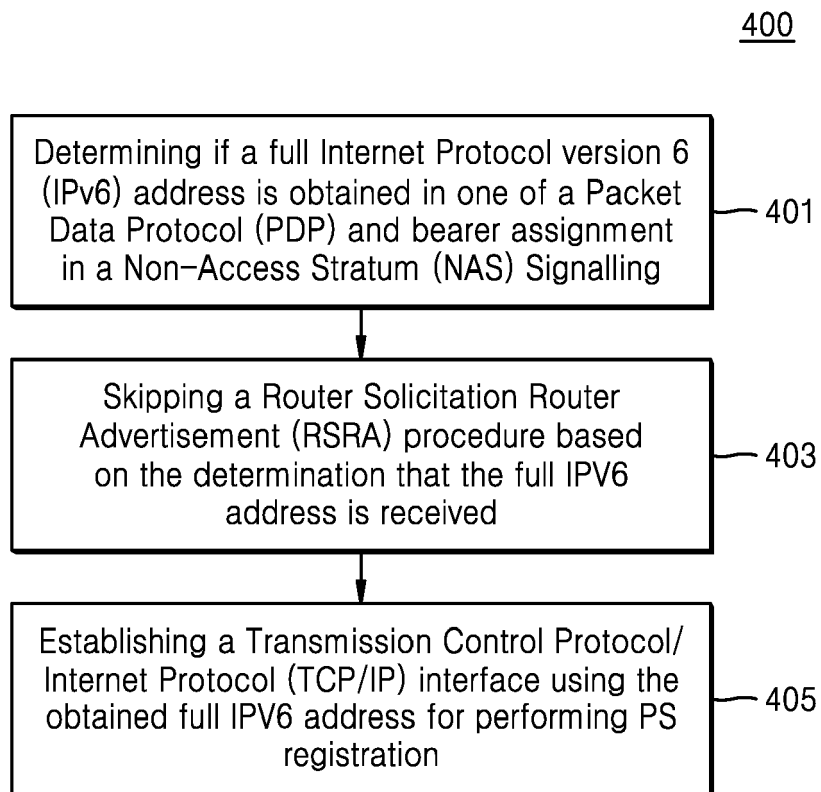 400
Determining if a full Internet Protocol version 6
(IPv6) address is obtained in one of a Packet
Data Protocol (PDP) and bearer assignment
in a Non-Access Stratum (NAS) Signalling
401
Skipping a Router Solicitation Router
Advertisement (RSRA) procedure based
on the determination that the full IPV6
address is received
403
Establishing a Transmission Control Protocol/
Internet Protocol (TCP/IP) interface using the
obtained full IPV6 address for performing PS
registration
405